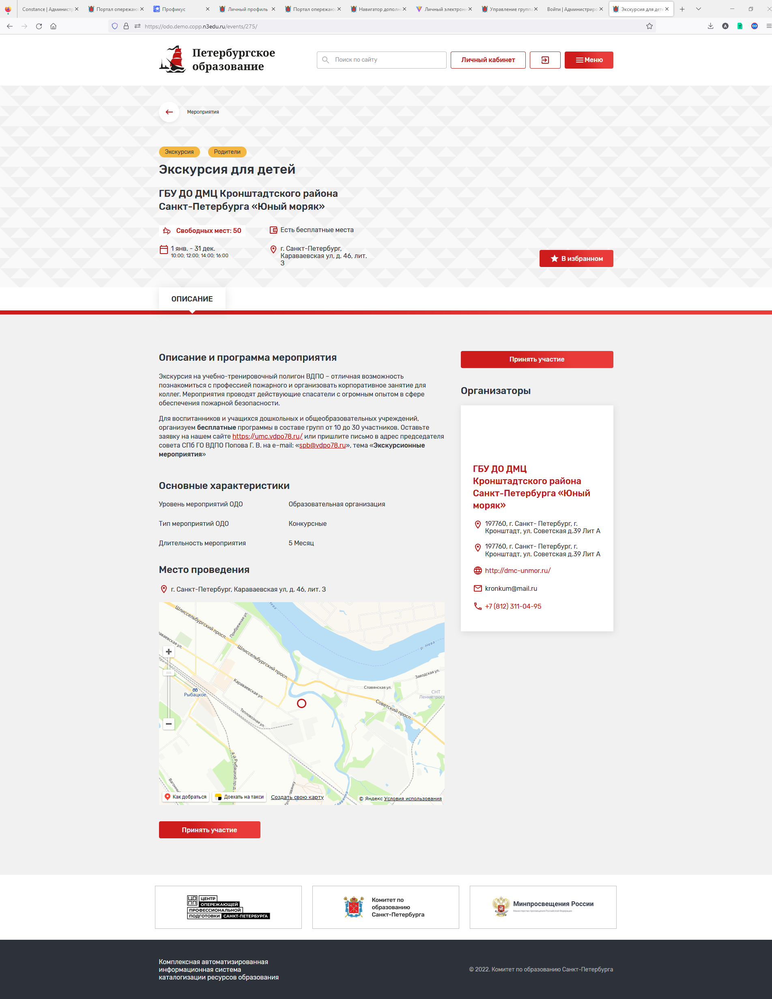 Constance | Администр
Портал опережаю
Профикус
Личный профиль
Портал опережаю
Навигатор дополн
Личный электрон
Управление группа
Войти | Администриро
Экскурсия для дете
https://odo.demo.copp.n3edu.ru/events/275/
Петербургское
образование
Поиск по сайту
Личный кабинет
Меню
Мероприятия
Экскурсия
Родители
Экскурсия для детей
ГБУ ДО ДМЦ Кронштадтского района
Санкт-Петербурга «Юный моряк»
Свободных мест: 50
Есть бесплатные места
1 янв. - 31 дек.
10:00; 12:00; 14:00; 16:00
г. Санкт-Петербург,
Караваевская ул, д. 46, лит.
З
В избранном
ОПИСАНИЕ
Описание и программа мероприятия
Экскурсия на учебно-тренировочный полигон ВДПО – отличная возможность
познакомиться с профессией пожарного и организовать корпоративное занятие для
коллег. Мероприятия проводят действующие спасатели с огромным опытом в сфере
обеспечения пожарной безопасности.
Для воспитанников и учащихся дошкольных и общеобразовательных учреждений,
организуем бесплатные программы в составе групп от 10 до 30 участников. Оставьте
заявку на нашем сайте https://umc.vdpo78.ru/ или пришлите письмо в адрес председателя
совета СПб ГО ВДПО Попова Г. В. на e-mail: «spb@vdpo78.ru», тема «Экскурсионные
мероприятия»
Основные характеристики
Уровень мероприятий ОДО
Образовательная организация
Тип мероприятий ОДО
Конкурсные
Длительность мероприятия
5 Месяц
Место проведения
г. Санкт-Петербург, Караваевская ул, д. 46, лит. З
Шлиссельбургский просп.
Прибрежная ул.
Нева
раваевская ул.
Шлиссельбургский просп.
р. Нева
Заводская ул.
Караваевская ул.
Славянская ул.
СНТ
Ленметрост
Рыбацкое
Советский просп.
Тепловозная ул.
4-й Рыбацкий пр-д
Вагонны
Славянка
Как добраться
Доехать на такси
Создать свою карту
© Яндекс Условия использования
Принять участие
Принять участие
Организаторы
ГБУ ДО ДМЦ
Кронштадтского района
Санкт-Петербурга «Юный
моряк»
197760, г. Санкт- Петербург, г.
Кронштадт, ул. Советская д.39 Лит А
197760, г. Санкт- Петербург, г.
Кронштадт, ул. Советская д.39 Лит А
http://dmc-unmor.ru/
kronkum@mail.ru
+7 (812) 311-04-95
ЦЕНТР
ОПЕРЕЖАЮЩЕЙ
ПРОФЕССИОНАЛЬНОЙ
ПОДГОТОВКИ САНКТ-ПЕТЕРБУРГА
Комитет по
образованию
Санкт-Петербурга
Минпросвещения России
Министерство просвещения Российской Федерации
Комплексная автоматизированная
информационная система
каталогизации ресурсов образования
© 2022. Комитет по образованию Санкт-Петербурга